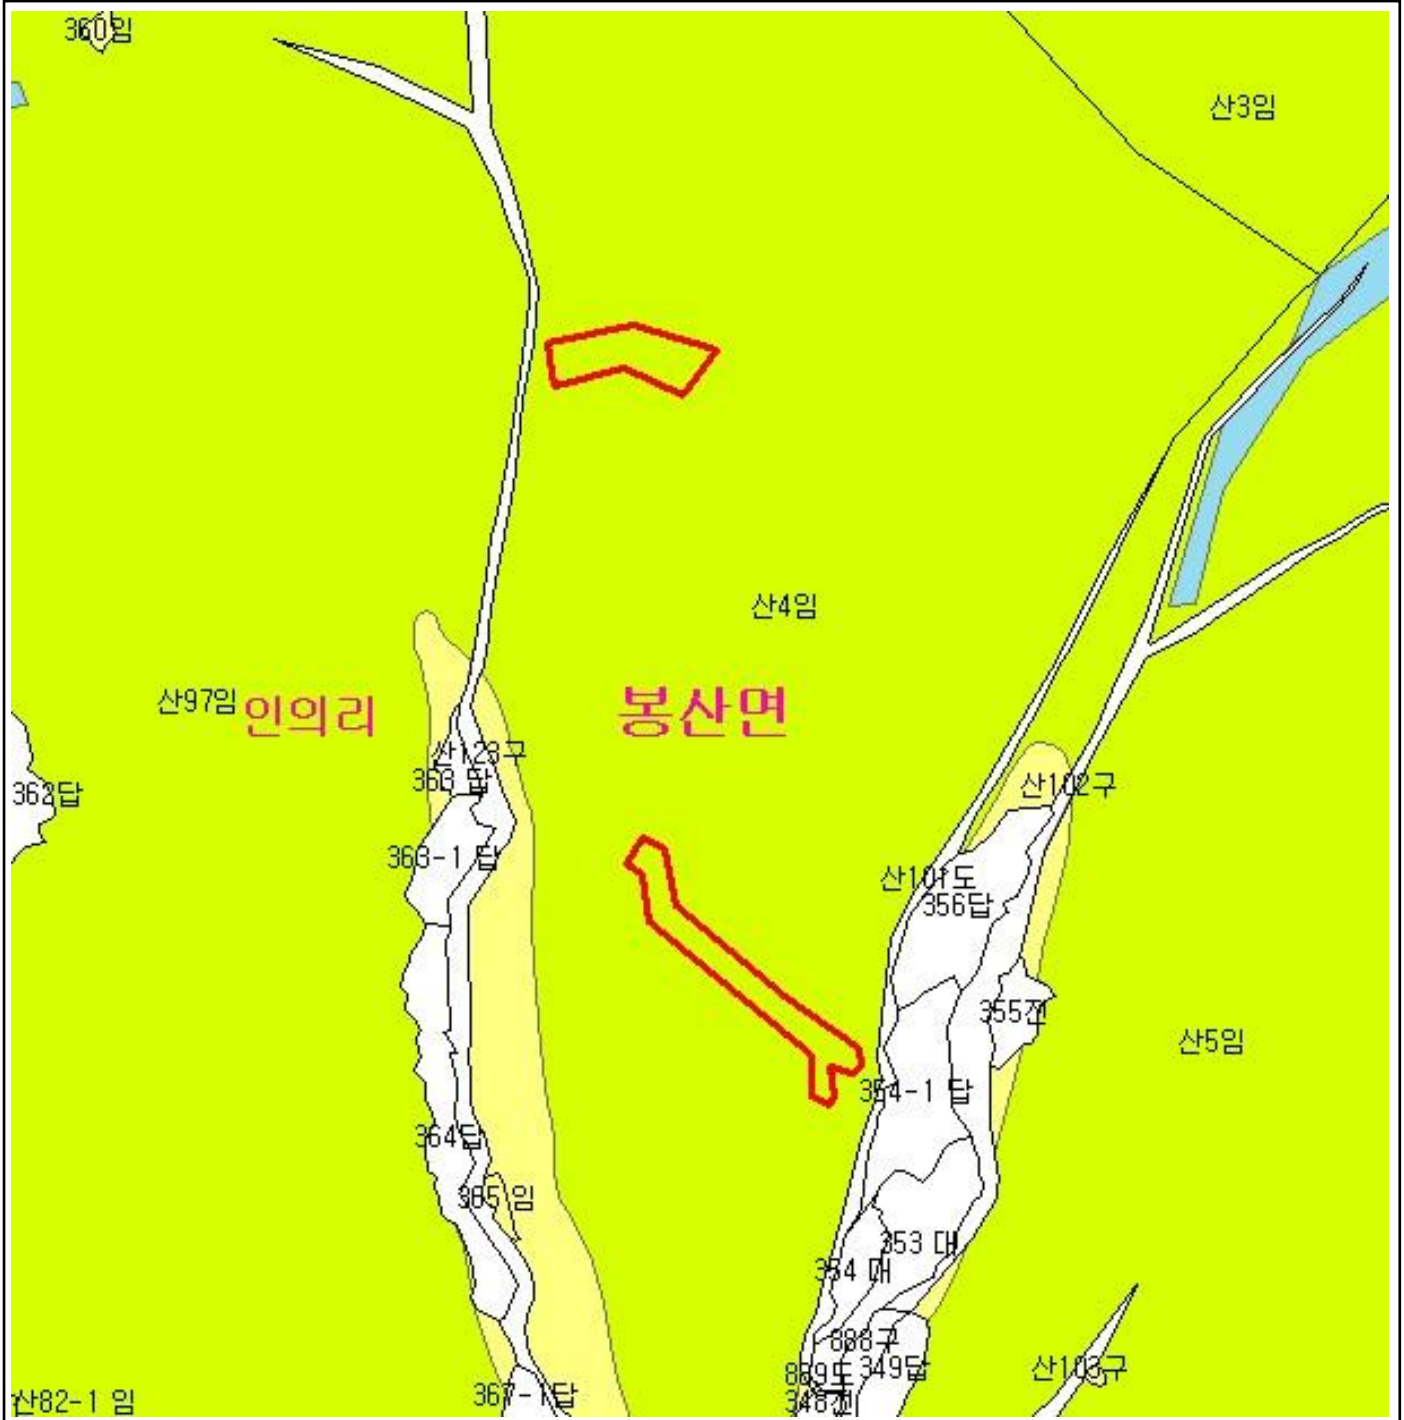 360임
산3임
산4임
산97임
인의리
봉산면
산123구
363 답
산102구
362답
363-1 답
산101도
356답
355전
산5임
354-1 답
364답
365 임
353 대
354 대
888구
349답
889도
산103구
348전
367-1답
산82-1 임